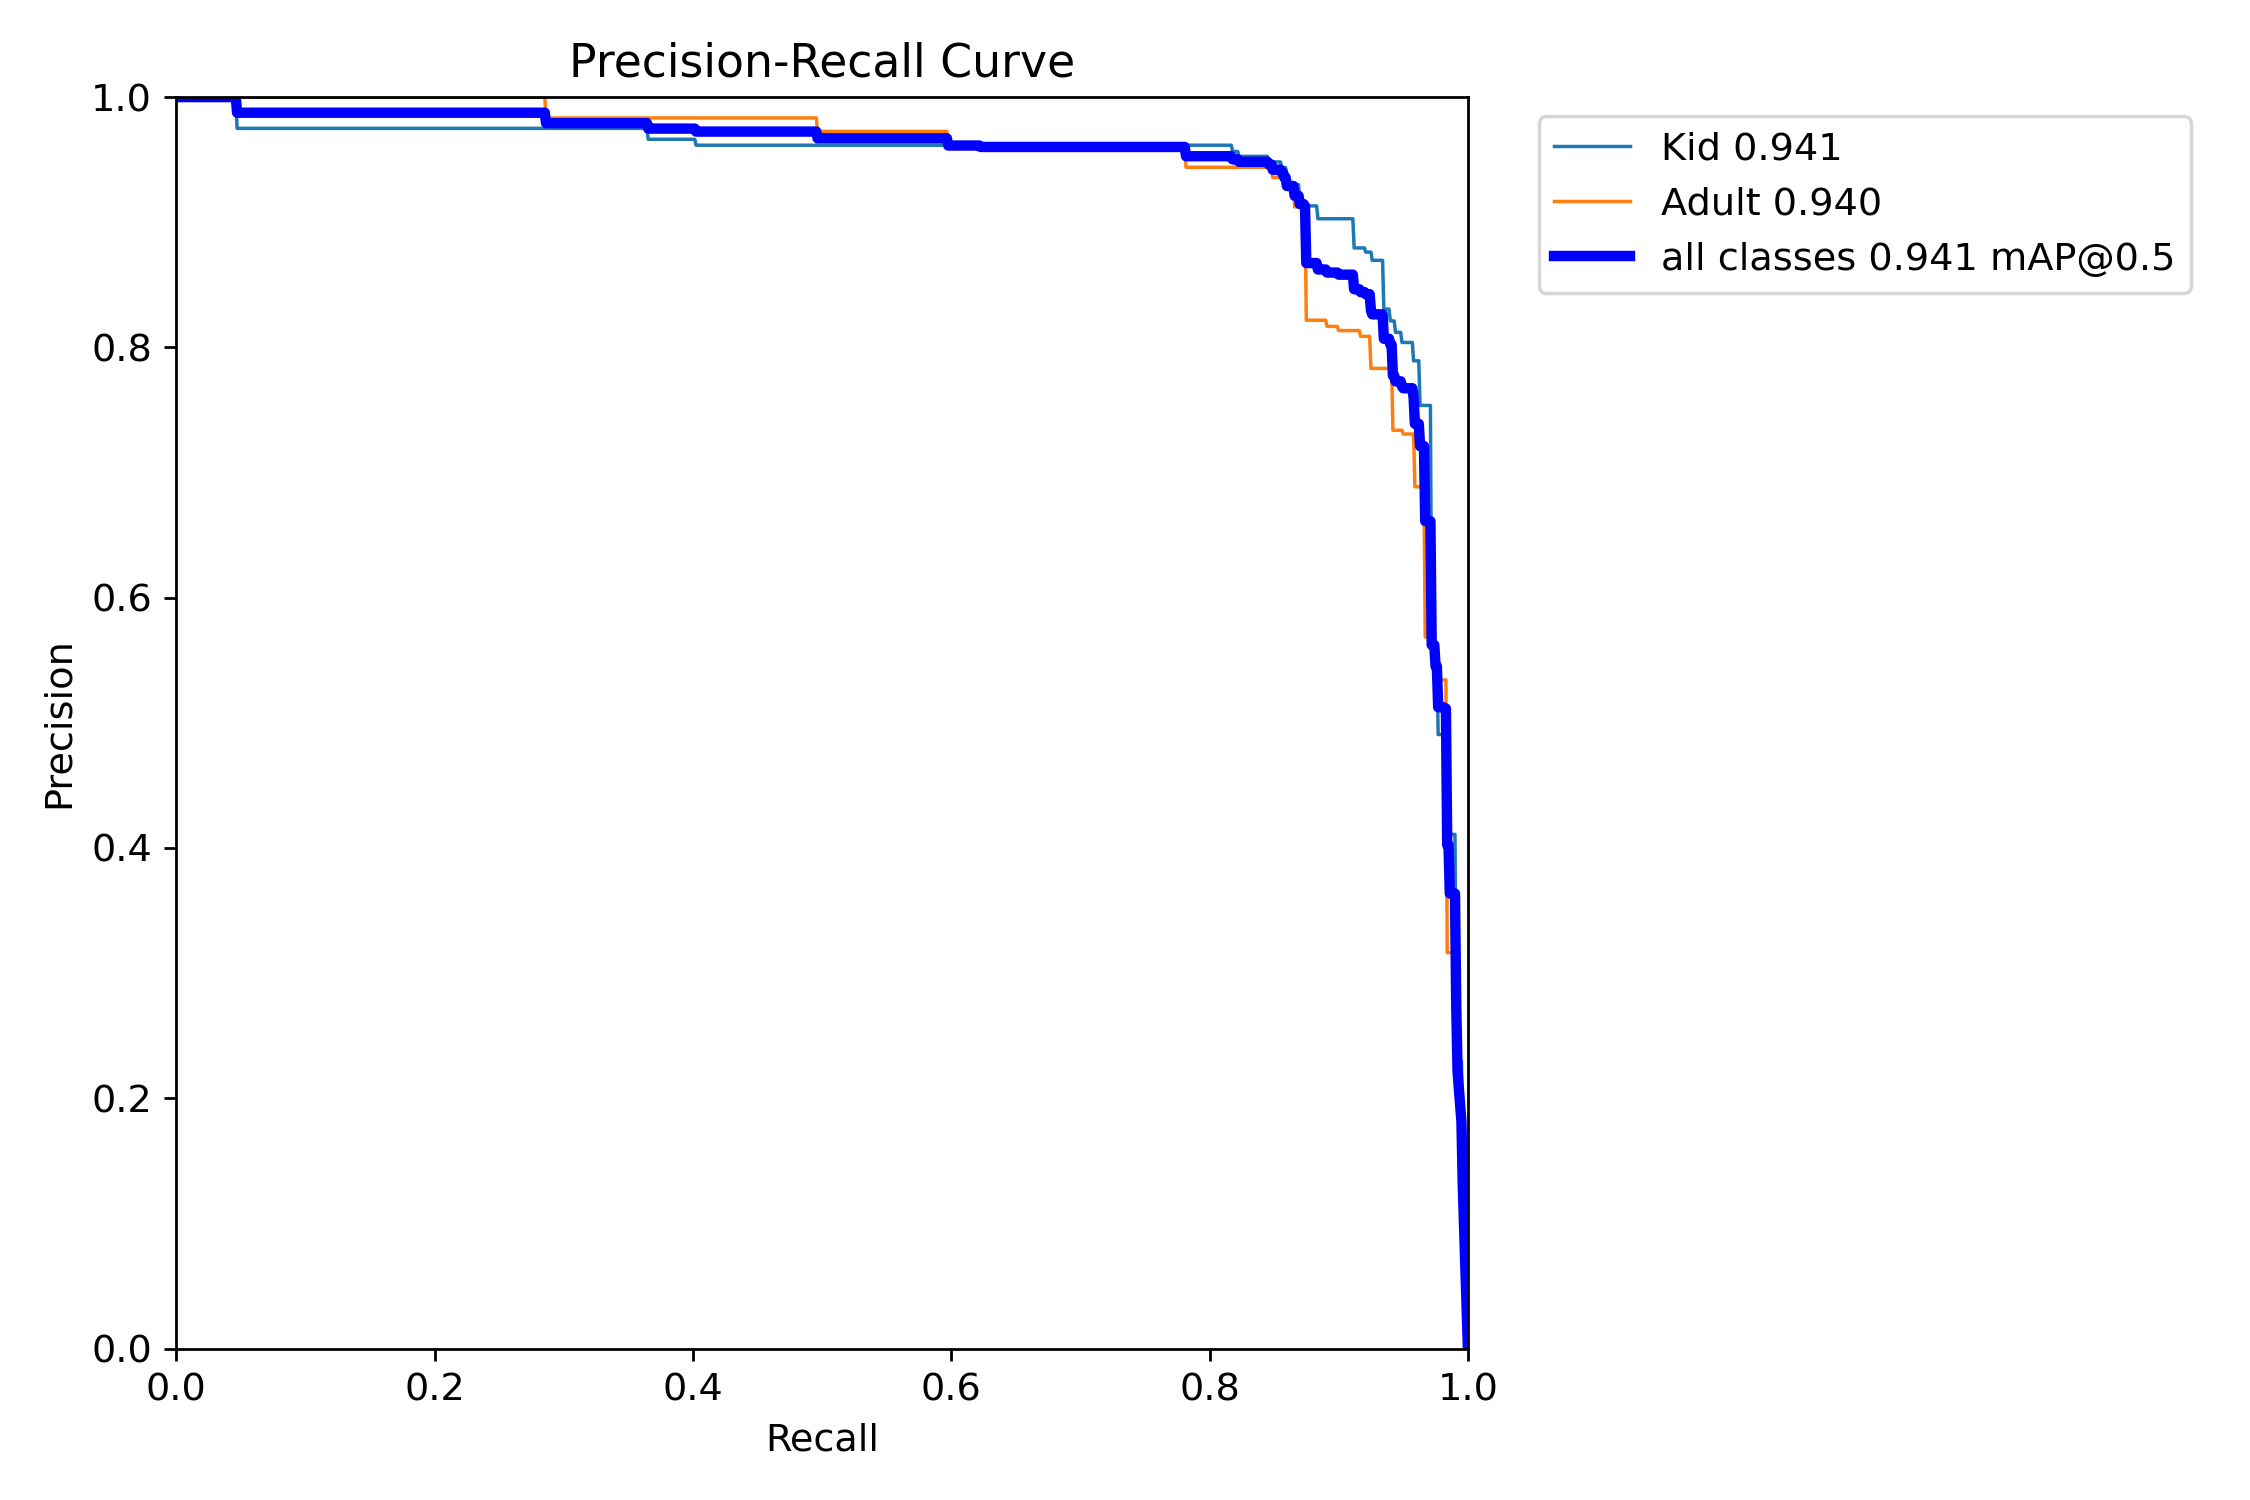 Precision-Recall Curve
1.0
0.8
0.6
0.4
0.2
0.0
Precision
0.0 0.2 0.4 0.6 0.8 1.0
Recall
Kid 0.941
Adult 0.940
all classes 0.941 mAP@0.5